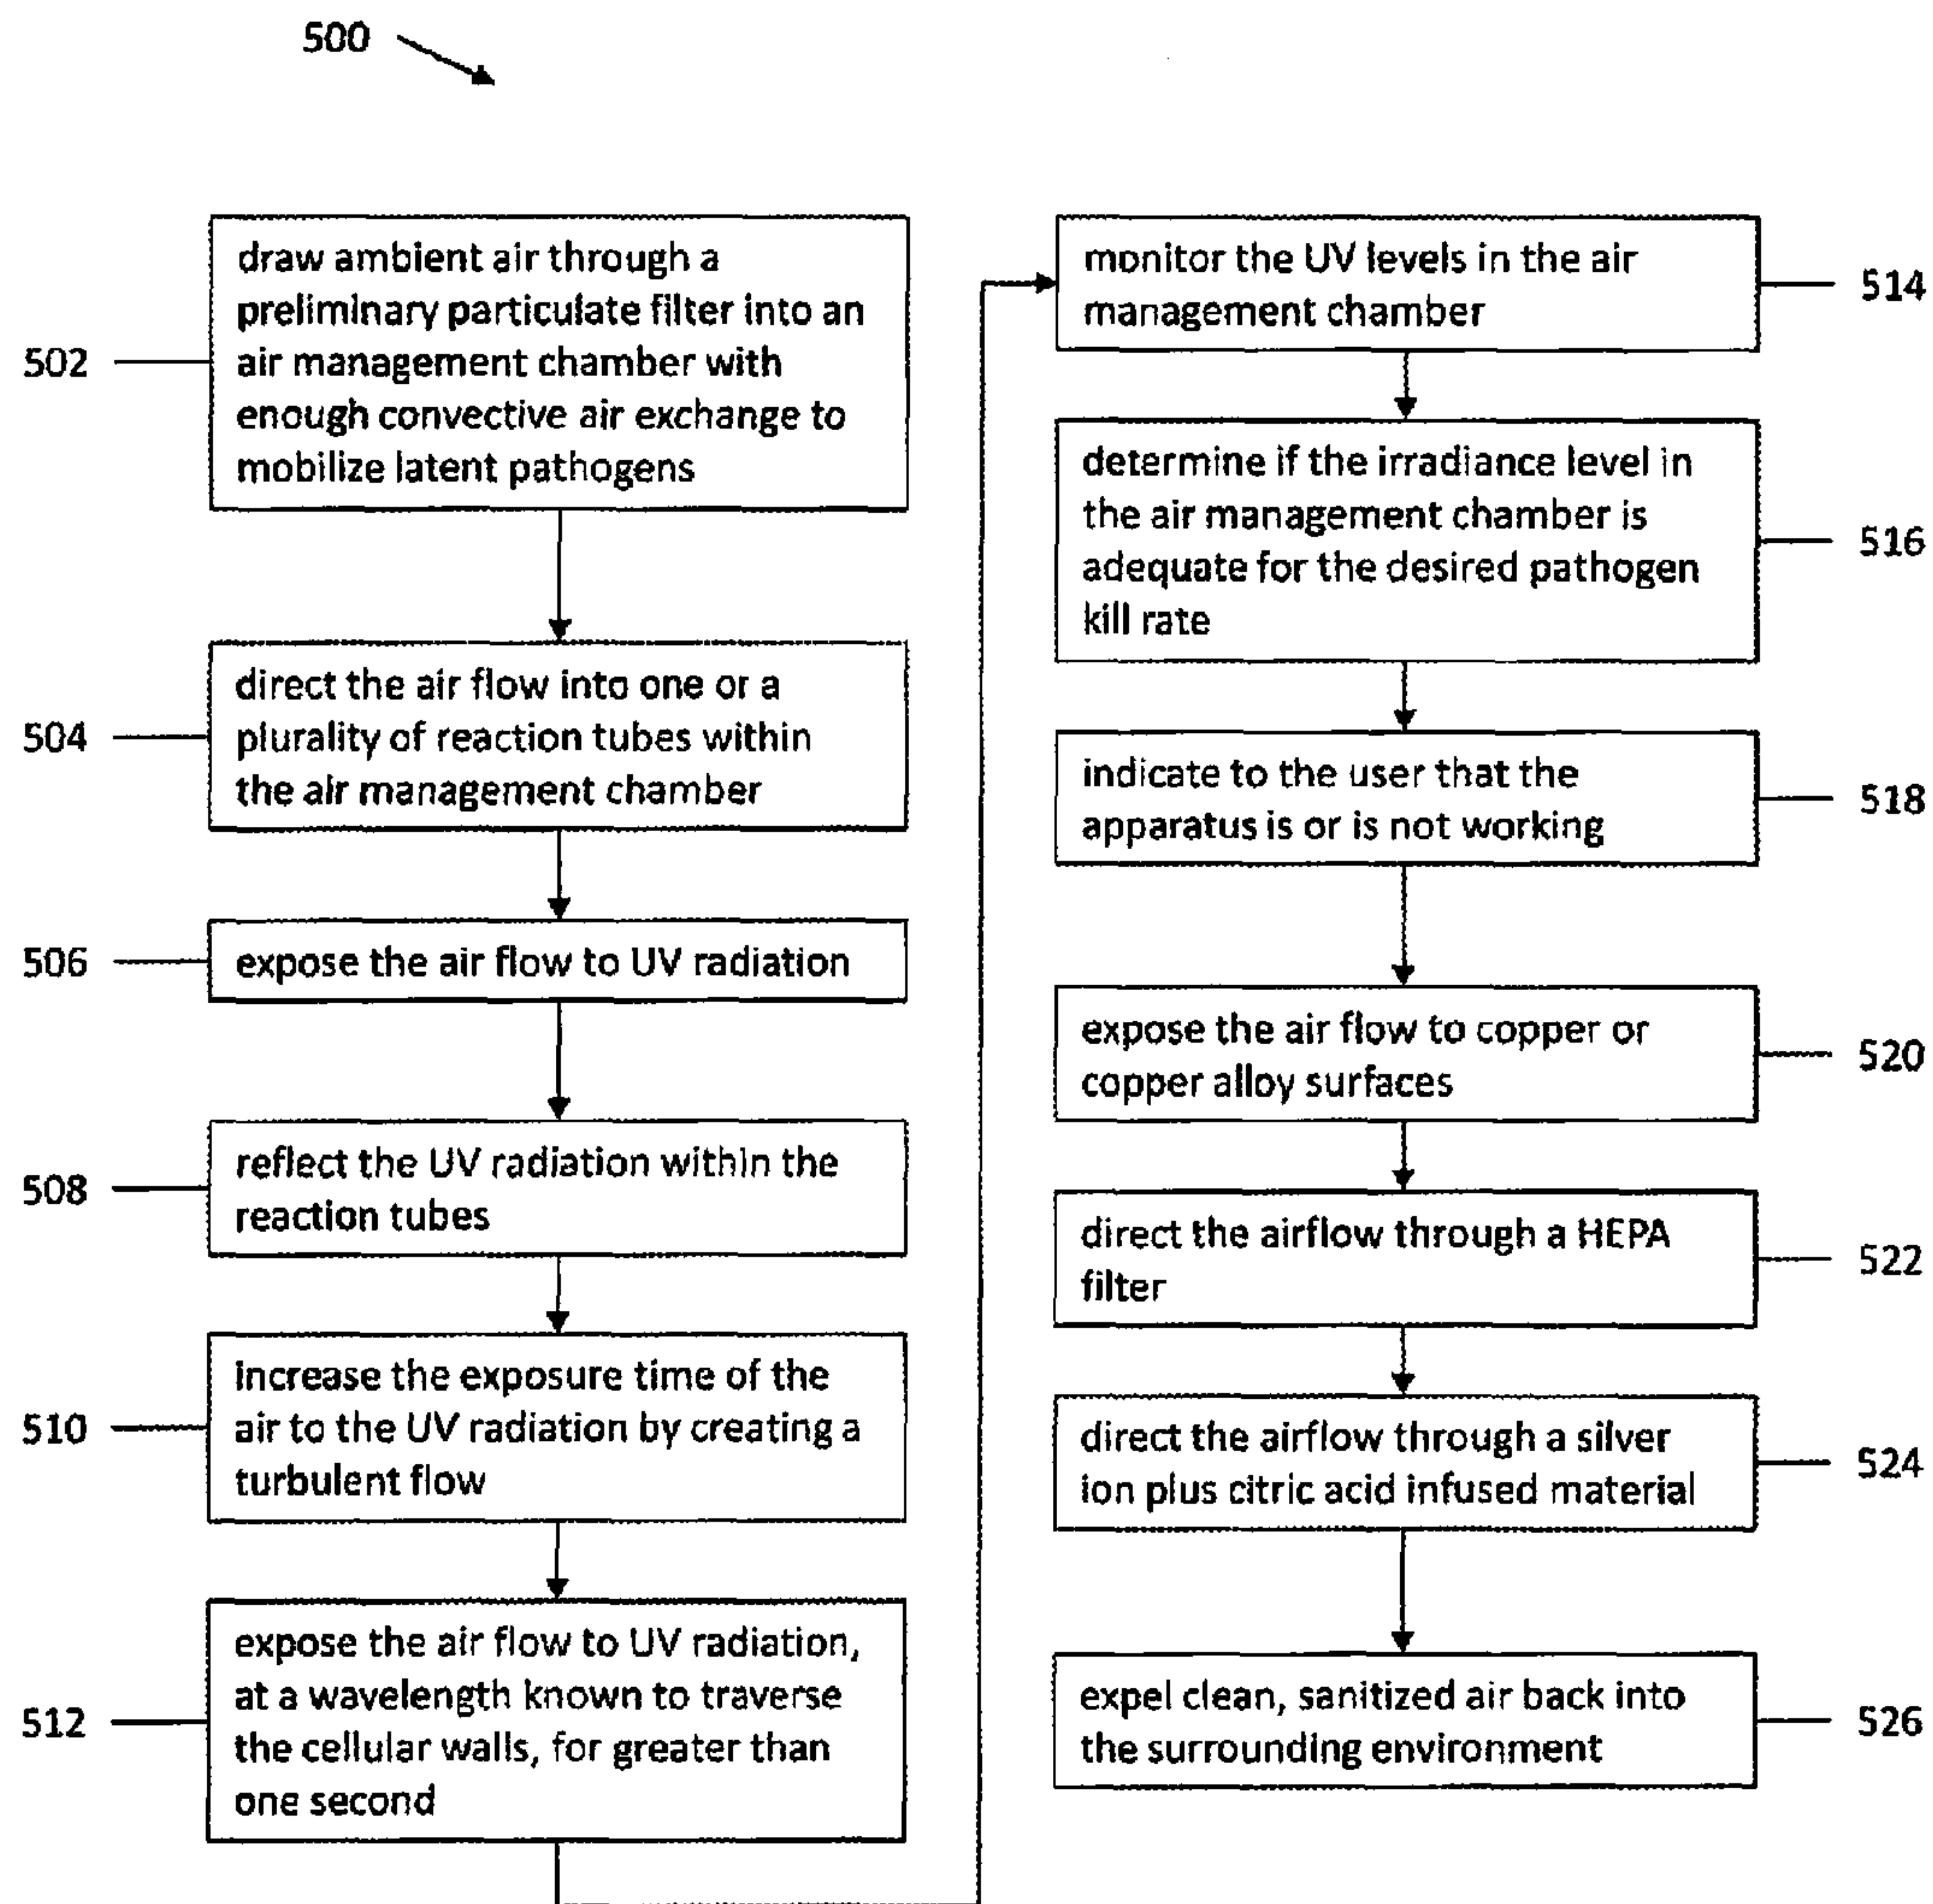 500
502
draw ambient air through a
preliminary particulate filter into an
air management chamber with
enough convective air exchange to
mobilize latent pathogens
504
direct the air flow into one or a
plurality of reaction tubes within
the air management chamber
506
expose the air flow to UV radiation
508
reflect the UV radiation within the
reaction tubes
510
increase the exposure time of the
air to the UV radiation by creating a
turbulent flow
512
expose the air flow to UV radiation,
at a wavelength known to traverse
the cellular walls, for greater than
one second
monitor the UV levels in the air
management chamber
514
determine if the irradiance level in
the air management chamber is
adequate for the desired pathogen
kill rate
516
indicate to the user that the
apparatus is or is not working
518
expose the air flow to copper or
copper alloy surfaces
520
direct the airflow through a HEPA
filter
522
direct the airflow through a silver
ion plus citric acid infused material
524
expel clean, sanitized air back into
the surrounding environment
526